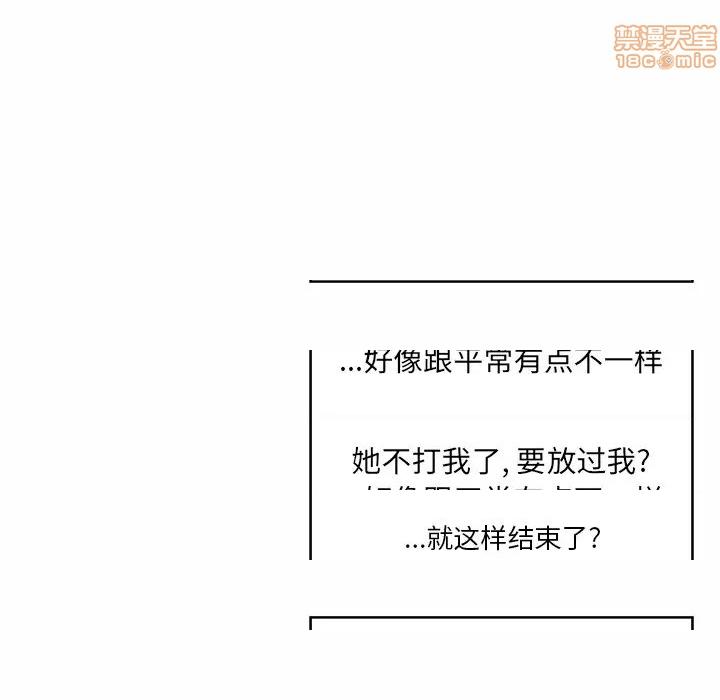 禁漫天堂
18comic
...好像跟平常有点不一样
她不打我了, 要放过我?
...就这样结束了?